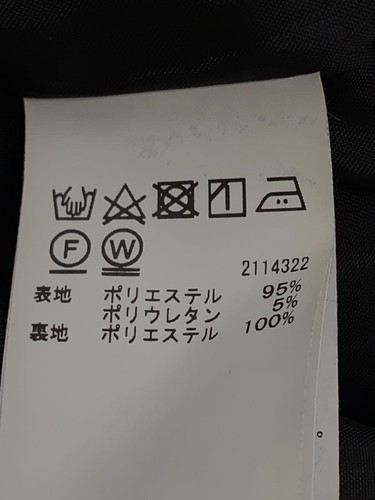 F W
2114322
表地 ポリエステル 95%
ポリウレタン 5%
裏地 ポリエステル 100%